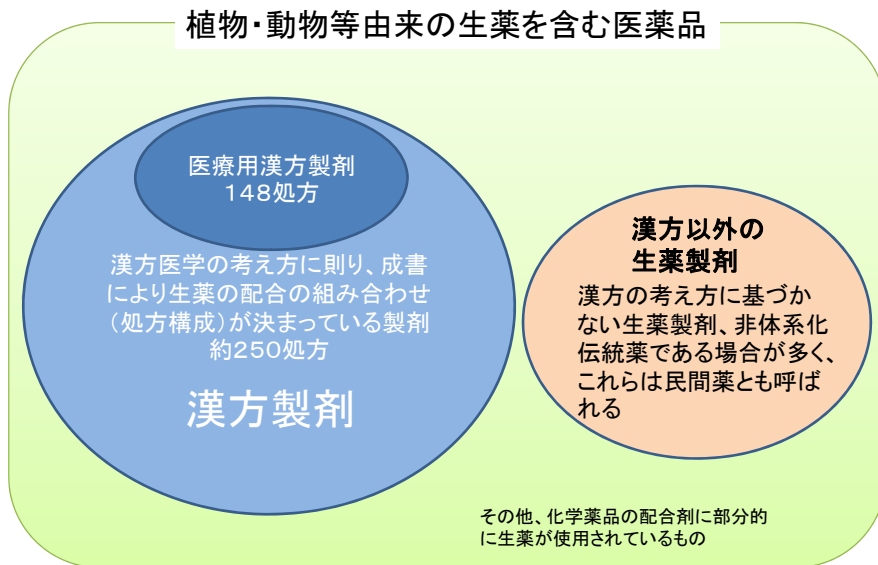 植物・動物等由来の生薬を含む医薬品
医療用漢方製剤
148処方
漢方医学の考え方に則り、成書
により生薬の配合の組み合わせ
（処方構成）が決まっている製剤
約250処方
漢方製剤
漢方以外の
生薬製剤
漢方の考え方に基づか
ない生薬製剤、非体系化
伝統薬である場合が多く、
これらは民間薬とも呼ば
れる
その他、化学薬品の配合剤に部分的
に生薬が使用されているもの